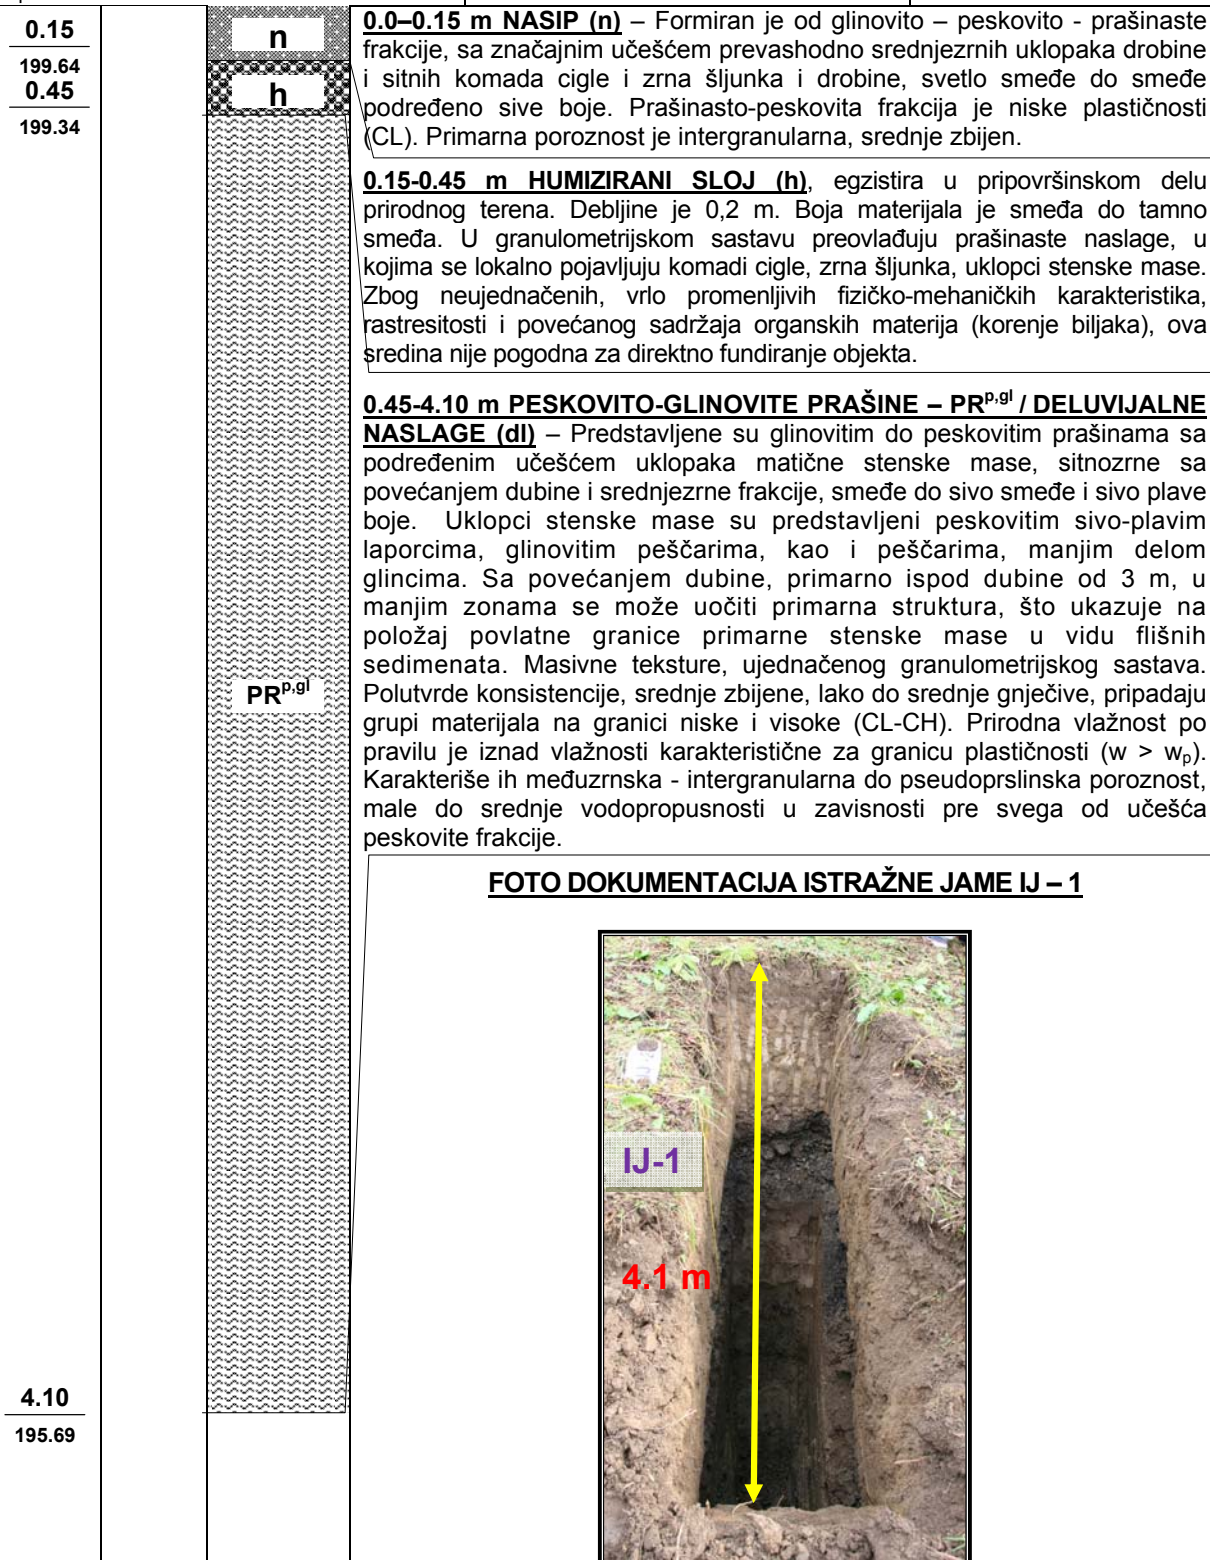 0.15
199.64
0.45
199.34
n
h
0.0–0.15 m NASIP (n) – Formiran je od glinovito – peskovito - prašinaste
frakcije, sa značajnim učešćem prevashodno srednjezrnih uklopaka drobine
i sitnih komada cigle i zrna šljunka i drobine, svetlo smeđe do smeđe
podređeno sive boje. Prašinasto-peskovita frakcija je niske plastičnosti
(CL). Primarna poroznost je intergranularna, srednje zbijen.
0.15-0.45 m HUMIZIRANI SLOJ (h), egzistira u pripovršinskom delu
prirodnog terena. Debljine je 0,2 m. Boja materijala je smeđa do tamno
smeđa. U granulometrijskom sastavu preovlađuju prašinaste naslage, u
kojima se lokalno pojavljuju komadi cigle, zrna šljunka, uklopci stenske mase.
Zbog neujednačenih, vrlo promenljivih fizičko-mehaničkih karakteristika,
rastresitosti i povećanog sadržaja organskih materija (korenje biljaka), ova
sredina nije pogodna za direktno fundiranje objekta.
0.45-4.10 m PESKOVITO-GLINOVITE PRAŠINE – PRp,gl / DELUVIJALNE
NASLAGE (dl) – Predstavljene su glinovitim do peskovitim prašinama sa
podređenim učešćem uklopaka matične stenske mase, sitnozrne sa
povećanjem dubine i srednjezrne frakcije, smeđe do sivo smeđe i sivo plave
boje. Uklopci stenske mase su predstavljeni peskovitim sivo-plavim
laporcima, glinovitim peščarima, kao i peščarima, manjim delom
glincima. Sa povećanjem dubine, primarno ispod dubine od 3 m, u
manjim zonama se može uočiti primarna struktura, što ukazuje na
položaj povlatne granice primarne stenske mase u vidu flišnih
sedimenata. Masivne teksture, ujednačenog granulometrijskog sastava.
Polutvrde konsistencije, srednje zbijene, lako do srednje gnječive, pripadaju
grupi materijala na granici niske i visoke (CL-CH). Prirodna vlažnost po
pravilu je iznad vlažnosti karakteristične za granicu plastičnosti (w > wp).
Karakteriše ih međuzrnska - intergranularna do pseudoprslinska poroznost,
male do srednje vodopropusnosti u zavisnosti pre svega od učešća
peskovite frakcije.
PRp,gl
FOTO DOKUMENTACIJA ISTRAŽNE JAME IJ – 1
IJ-1
4.1 m
4.10
195.69